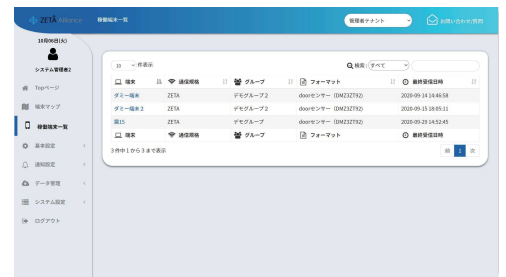 ZETA Alliance
稼働端末一覧
管理者テナント
お問い合わせ/質問
10月06日(火)
システム管理者2
Topページ
端末マップ
稼働端末一覧
基本設定
通知設定
データ管理
システム設定
ログアウト
10 件表示
検索: すべて
端末 通信規格 グループ フォーマット 最終受信日時
ダミー端末 ZETA デモグループ2 doorセンサー (DMZ3ZT92) 2020-09-14 14:46:58
ダミー端末2 ZETA デモグループ2 doorセンサー (DMZ3ZT92) 2020-09-15 18:05:11
扉15 ZETA デモグループ doorセンサー (DMZ3ZT92) 2020-09-29 14:52:45
端末 通信規格 グループ フォーマット 最終受信日時
3件中 1 から 3 まで表示
前 1 次